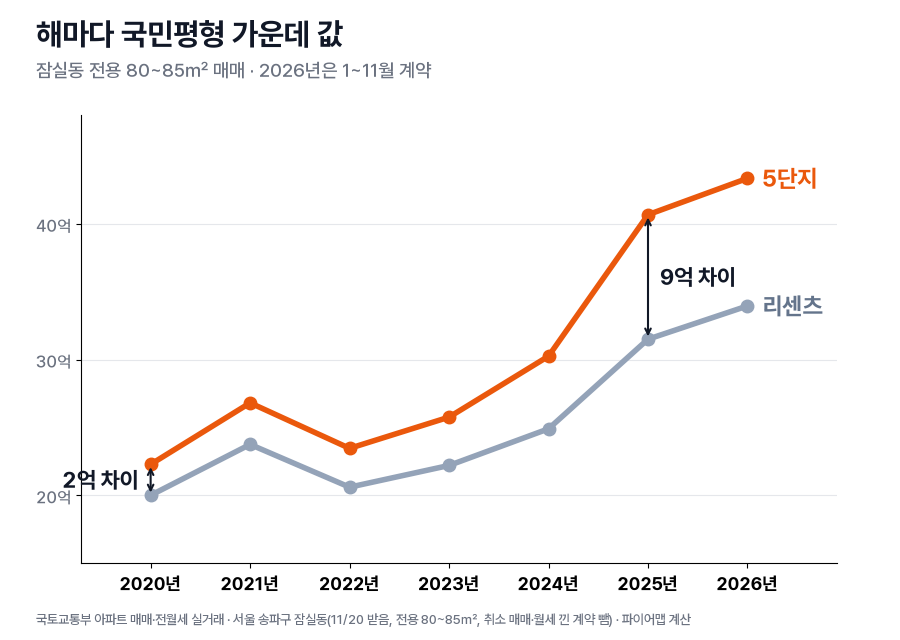 해마다 국민평형 가운데 값
잠실동 전용 80~85m² 매매 · 2026년은 1~11월 계약
5단지
40억
9억 차이
리센츠
30억
2억 차이
20억
2020년 2021년 2022년 2023년 2024년 2025년 2026년
국토교통부 아파트 매매·전월세 실거래 · 서울 송파구 잠실동(11/20 받음, 전용 80~85m², 취소 매매·월세 낀 계약 뺌) · 파이어맵 계산